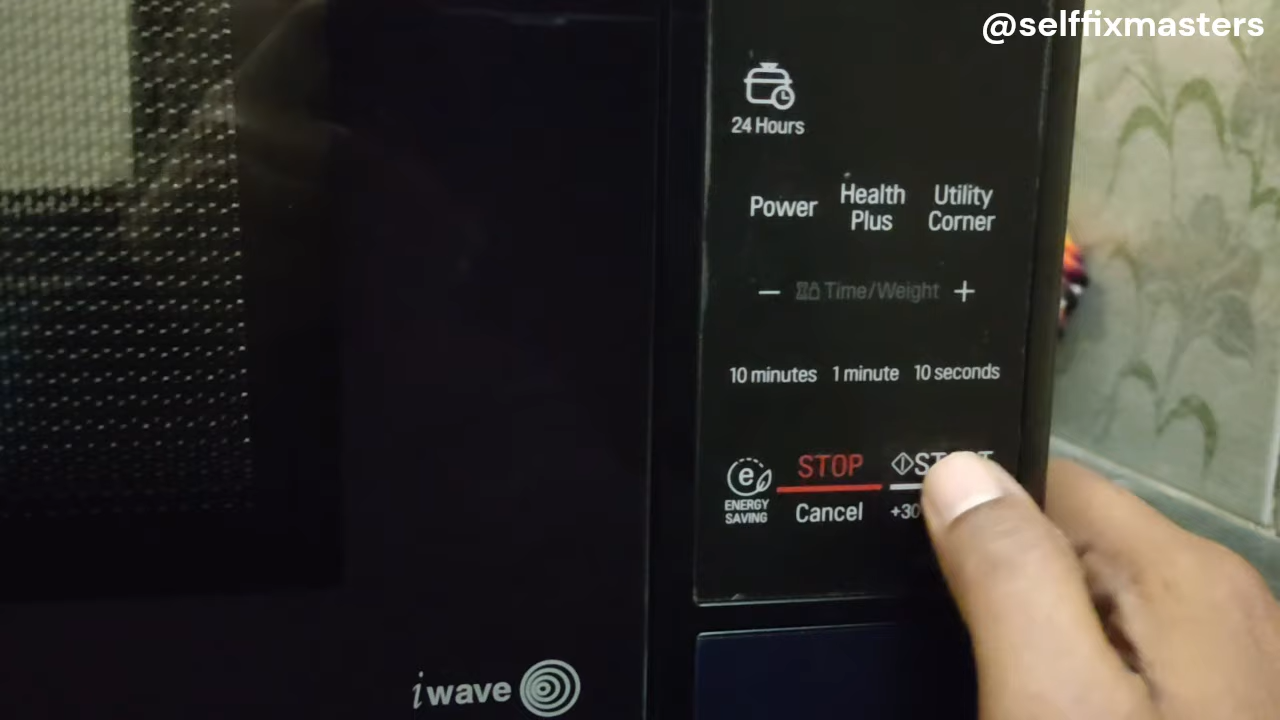 @selffixmasters
24 Hours
Power
Health
Plus
Utility
Corner
− Time/Weight +
10 minutes 1 minute 10 seconds
STOP
e
ENERGY
SAVING
Cancel
+30
iwave